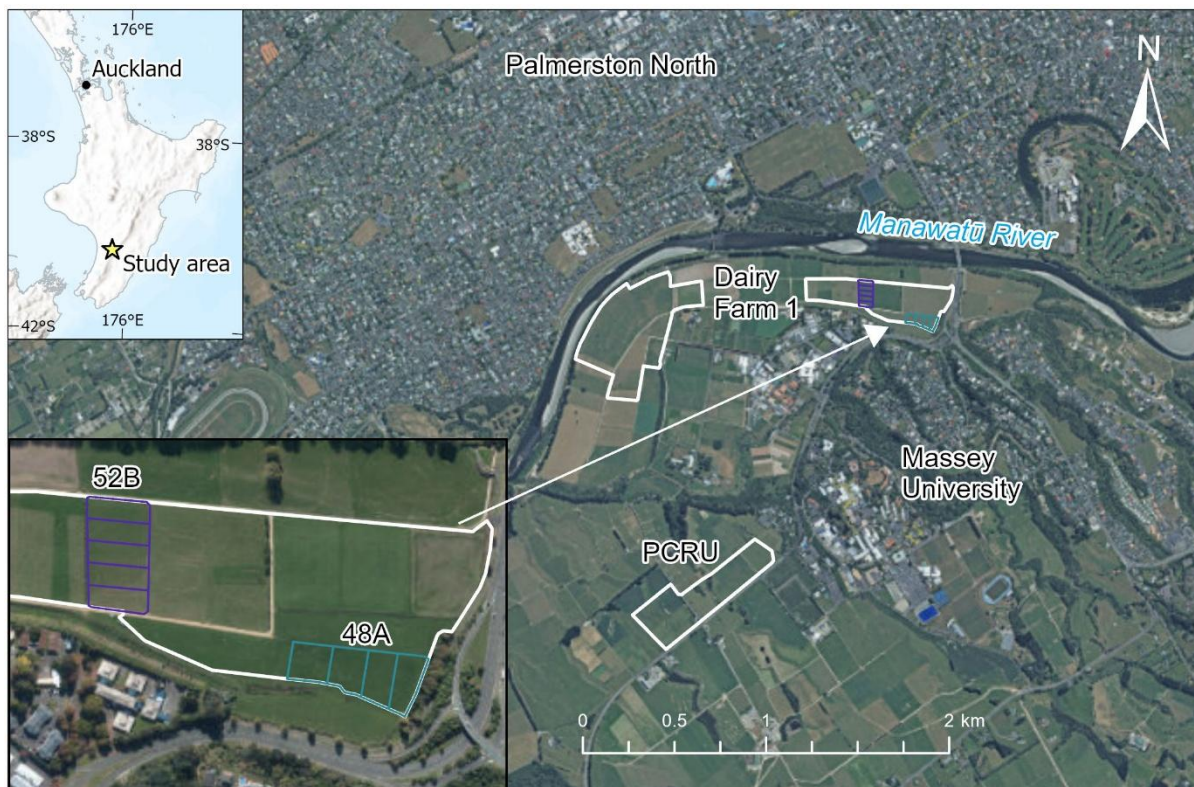 176°E
Auckland
38°S
38°S
Study area
42°S
176°E
Palmerston North
N
Manawatū River
Dairy
Farm 1
Massey
University
PCRU
52B
48A
0
0.5
1
2 km